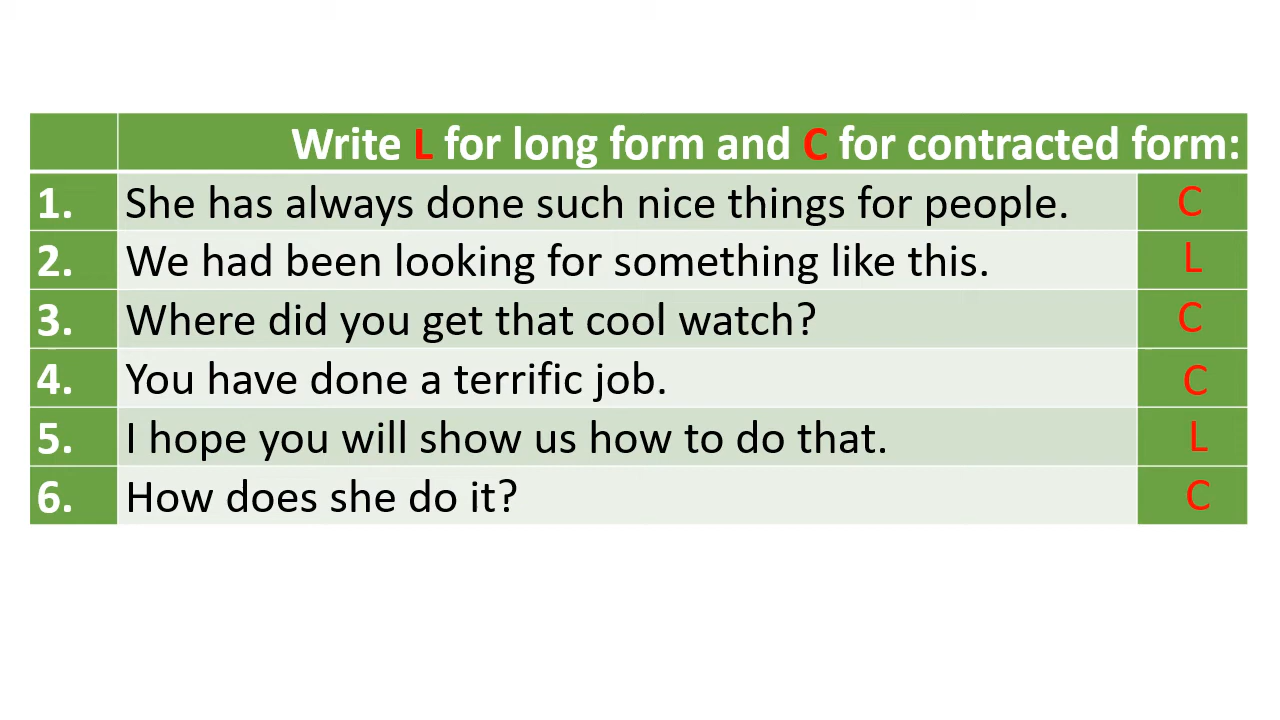 Write L for long form and C for contracted form:
1. She has always done such nice things for people. C
2. We had been looking for something like this. L
3. Where did you get that cool watch? C
4. You have done a terrific job. C
5. I hope you will show us how to do that. L
6. How does she do it? C